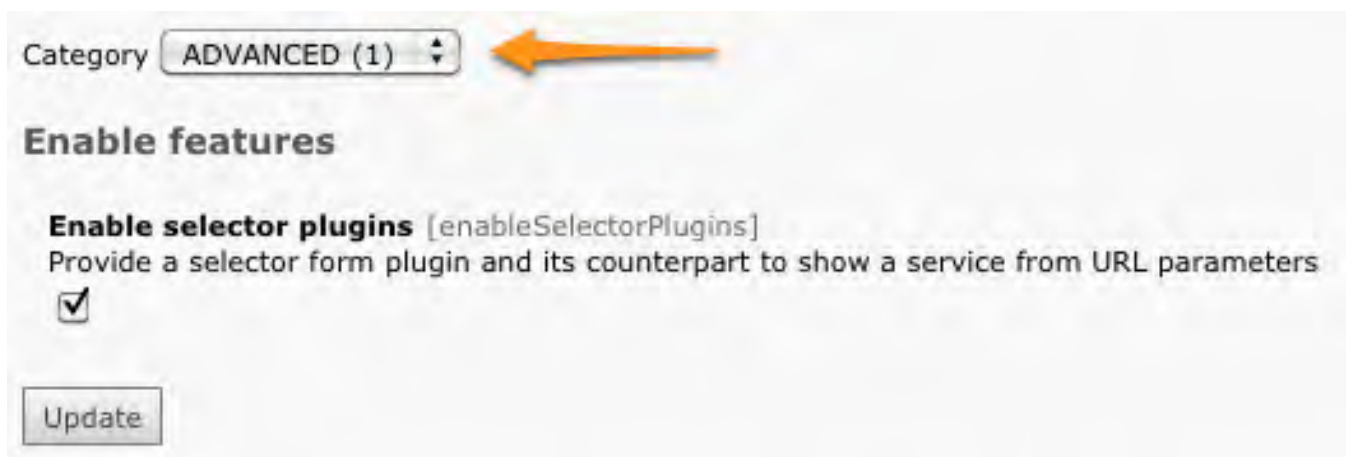 Category ADVANCED (1)
Enable features
Enable selector plugins [enableSelectorPlugins]
Provide a selector form plugin and its counterpart to show a service from URL parameters
Update